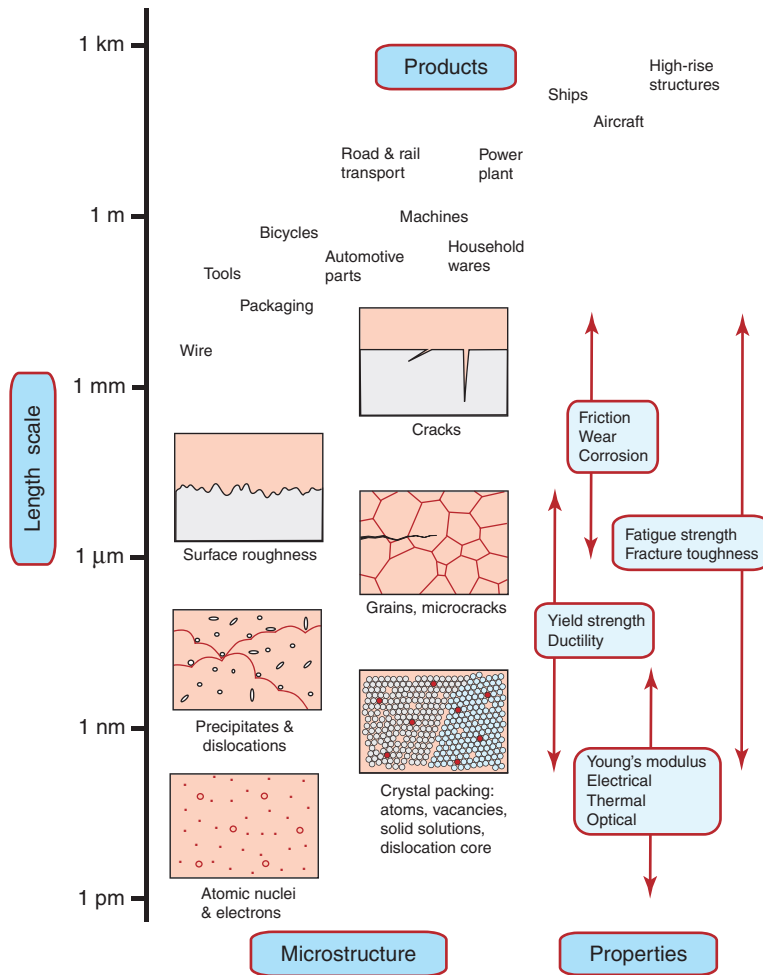 1 km
Products
High-rise
structures
Ships
Aircraft
Road & rail
transport
Power
plant
1 m
Machines
Bicycles
Automotive
parts
Household
wares
Tools
Packaging
Wire
Length scale
1 mm
Cracks
Friction
Wear
Corrosion
Surface roughness
1 μm
Grains, microcracks
Fatigue strength
Fracture toughness
Yield strength
Ductility
1 nm
Precipitates &
dislocations
Crystal packing:
atoms, vacancies,
solid solutions,
dislocation core
Young's modulus
Electrical
Thermal
Optical
1 pm
Atomic nuclei
& electrons
Microstructure
Properties